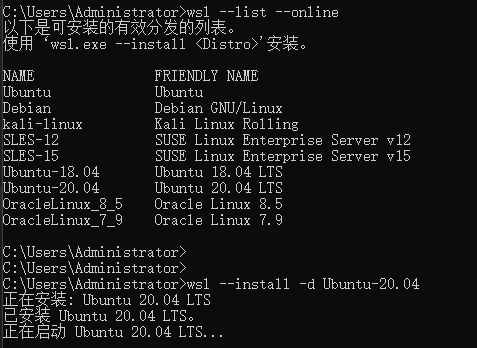 C:\Users\Administrator>wsl --list --online
以下是可安装的有效分发的列表。
使用‘wsl.exe --install <Distro>'安装。
NAME FRIENDLY NAME
Ubuntu Ubuntu
Debian Debian GNU/Linux
kali-linux Kali Linux Rolling
SLES-12 SUSE Linux Enterprise Server v12
SLES-15 SUSE Linux Enterprise Server v15
Ubuntu-18.04 Ubuntu 18.04 LTS
Ubuntu-20.04 Ubuntu 20.04 LTS
OracleLinux_8_5 Oracle Linux 8.5
OracleLinux_7_9 Oracle Linux 7.9
C:\Users\Administrator>
C:\Users\Administrator>
C:\Users\Administrator>wsl --install -d Ubuntu-20.04
正在安装: Ubuntu 20.04 LTS
已安装 Ubuntu 20.04 LTS。
正在启动 Ubuntu 20.04 LTS...